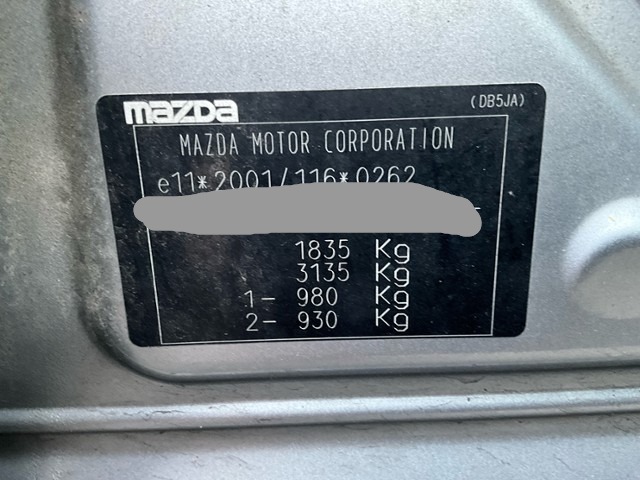 mazda
(DB5JA)
MAZDA MOTOR CORPORATION
e11*2001/116*0262
1835 Kg
3135 Kg
1- 980 Kg
2- 930 Kg